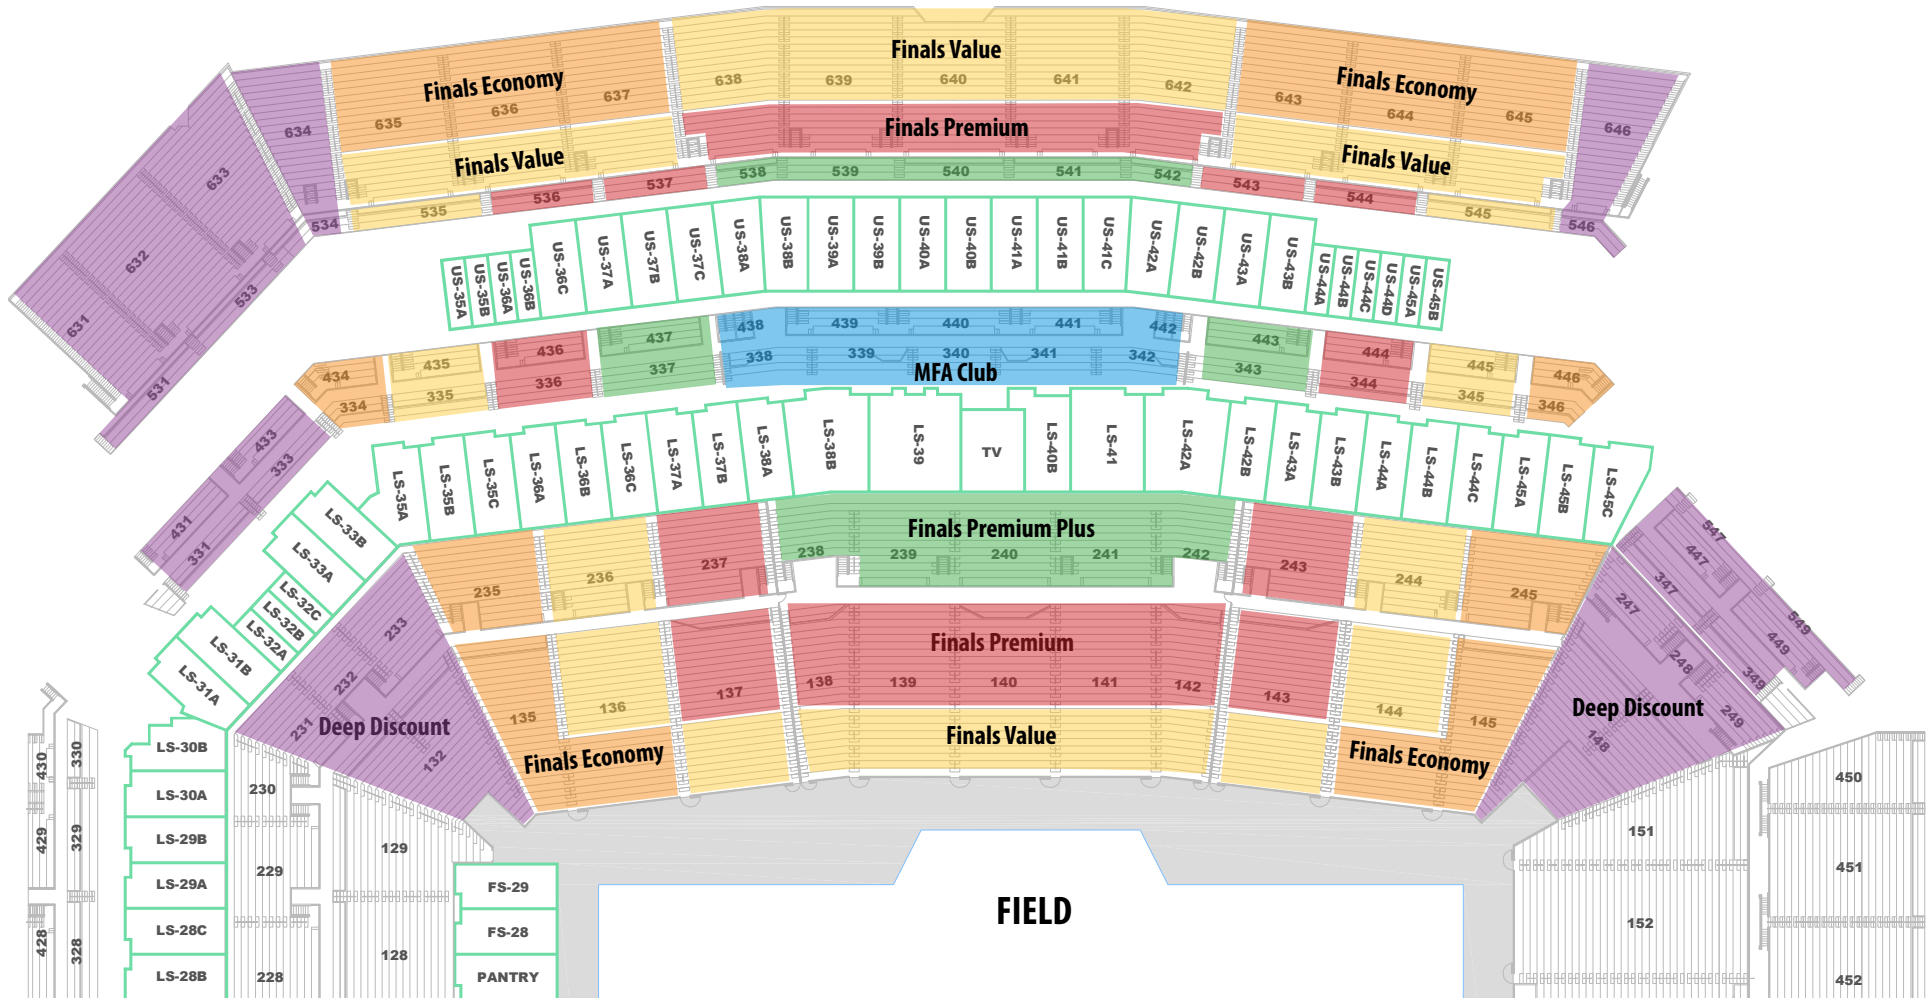 Finals Value
638 639 640 641 642
Finals Economy
635 636 637
Finals Economy
643 644 645
634
646
633
632
631
Finals Premium
Finals Value
Finals Value
534 535 536 537 538 539 540 541 542 543 544 545 546
533
531
US-35A US-35B US-36A US-36B US-36C US-37A US-37B US-37C US-38A US-38B US-39A US-39B US-40A US-40B US-41A US-41B US-41C US-42A US-42B US-43A US-43B US-44A US-44B US-44C US-44D US-45A US-45B
434 435 436 437 438 439 440 441 442 443 444 445 446
334 335 336 337 338 339 340 341 342 343 344 345 346
MFA Club
433
333
431
331
LS-35A LS-35B LS-35C LS-36A LS-36B LS-36C LS-37A LS-37B LS-38A LS-38B LS-39 TV LS-40B LS-41 LS-42A LS-42B LS-43A LS-43B LS-44A LS-44B LS-44C LS-45A LS-45B LS-45C
LS-33B
LS-33A
LS-32C
LS-32B
LS-32A
LS-31B
LS-31A
Finals Premium Plus
235 236 237 238 239 240 241 242 243 244 245
547
447
347
549
449
349
247
248
249
148
Deep Discount
233
232
231
132
Deep Discount
Finals Premium
135 136 137 138 139 140 141 142 143 144 145
Finals Economy
Finals Value
Finals Economy
430 330
429 329
428 328
LS-30B
LS-30A
LS-29B
LS-29A
LS-28C
LS-28B
230
229
228
129
128
FS-29
FS-28
PANTRY
FIELD
151
152
450
451
452